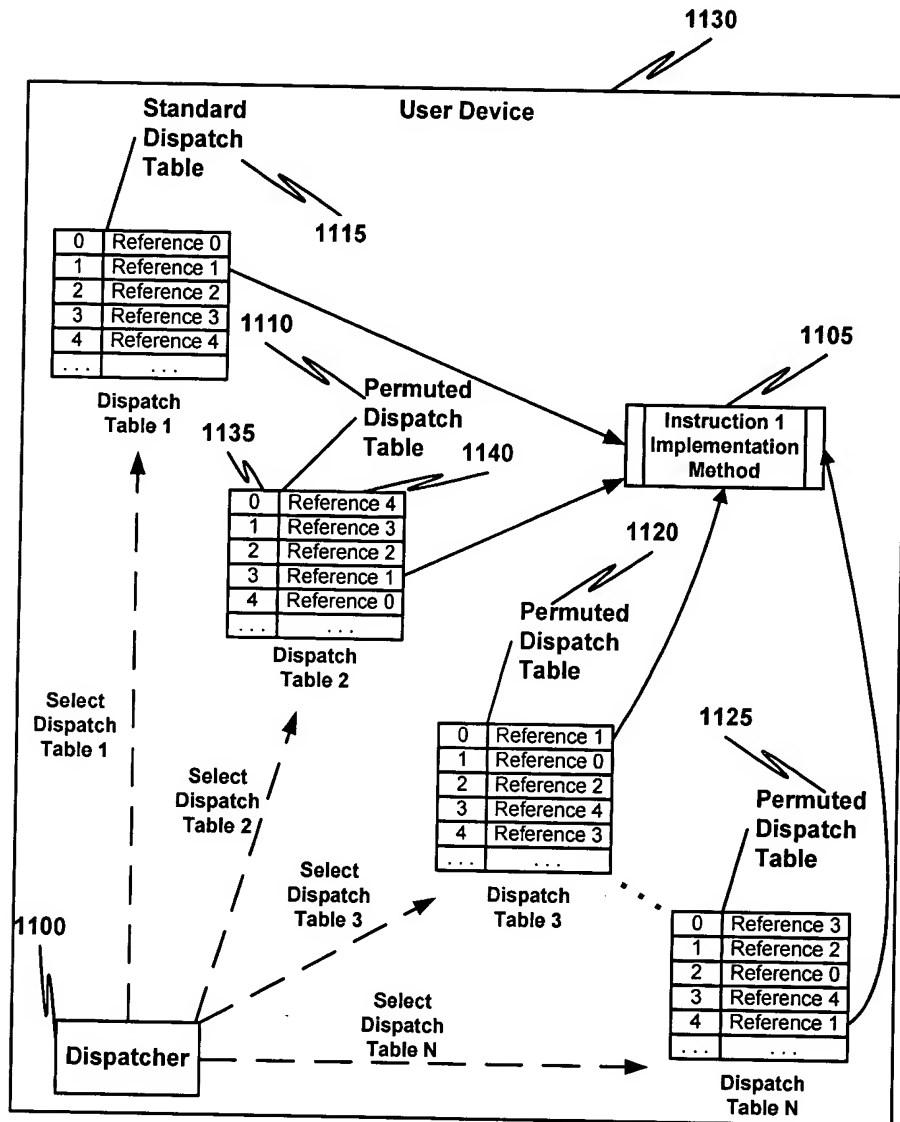 1130
User Device
Standard
Dispatch
Table
1115
0 Reference 0
1 Reference 1
2 Reference 2
3 Reference 3
4 Reference 4
... ...
Dispatch
Table 1
1110
Permuted
Dispatch
Table
1105
Instruction 1
Implementation
Method
1135
1140
0 Reference 4
1 Reference 3
2 Reference 2
3 Reference 1
4 Reference 0
... ...
Dispatch
Table 2
1120
Permuted
Dispatch
Table
0 Reference 1
1 Reference 0
2 Reference 2
3 Reference 4
4 Reference 3
... ...
Dispatch
Table 3
1125
Permuted
Dispatch
Table
0 Reference 3
1 Reference 2
2 Reference 0
3 Reference 4
4 Reference 1
... ...
Dispatch
Table N
Select
Dispatch
Table 1
Select
Dispatch
Table 2
Select
Dispatch
Table 3
Select
Dispatch
Table N
1100
Dispatcher